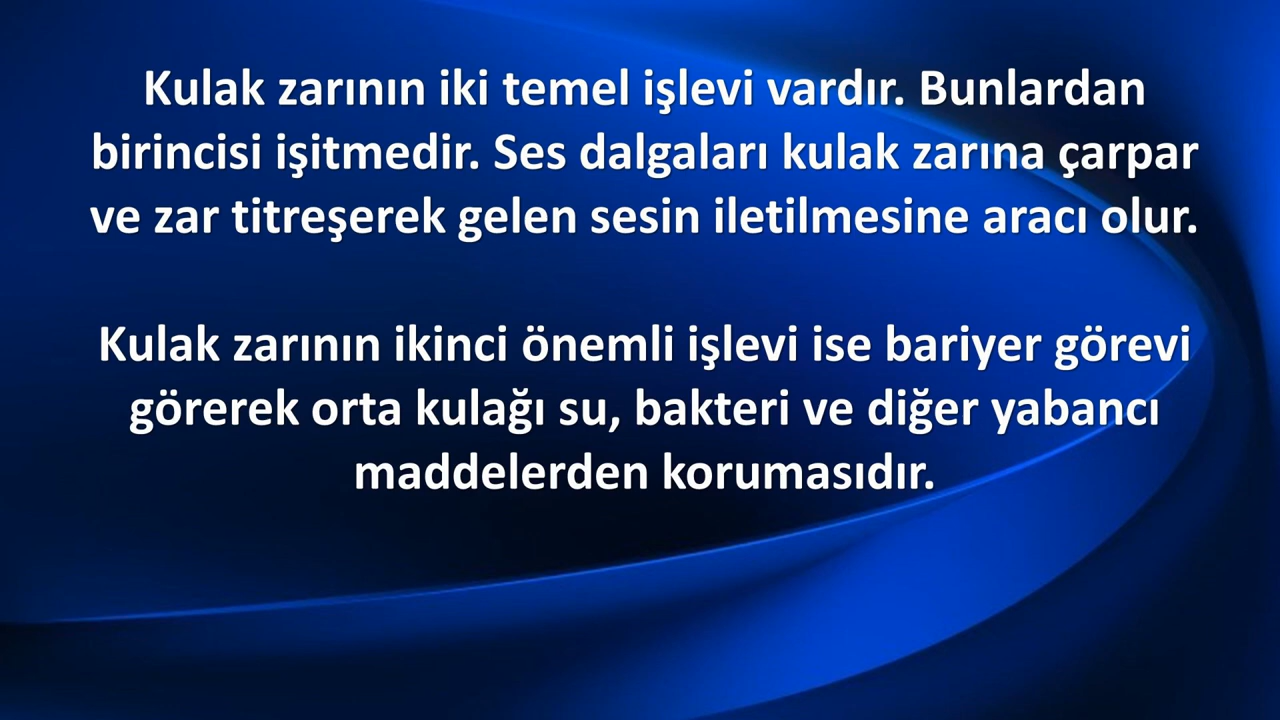 Kulak zarının iki temel işlevi vardır. Bunlardan
birincisi işitmedir. Ses dalgaları kulak zarına çarpar
ve zar titreşerek gelen sesin iletilmesine aracı olur.
Kulak zarının ikinci önemli işlevi ise bariyer görevi
görerek orta kulağı su, bakteri ve diğer yabancı
maddelerden korumasıdır.